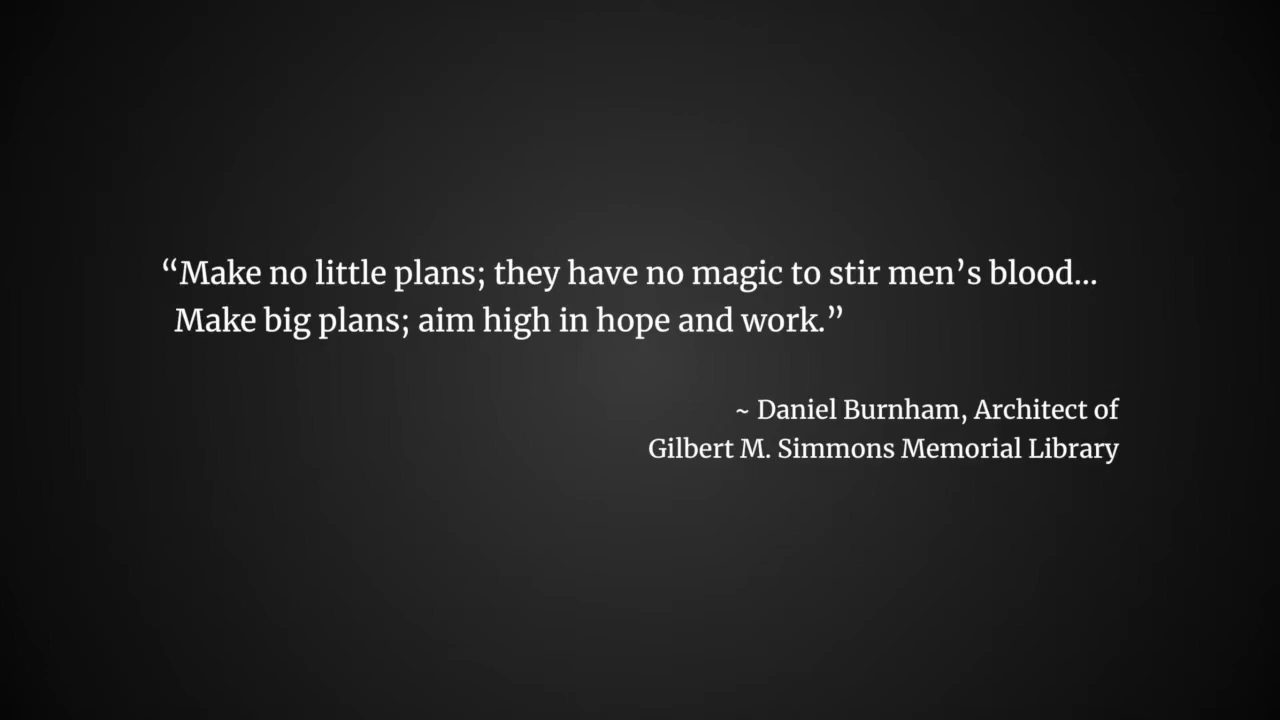 “Make no little plans; they have no magic to stir men’s blood...
Make big plans; aim high in hope and work.”
~ Daniel Burnham, Architect of
Gilbert M. Simmons Memorial Library